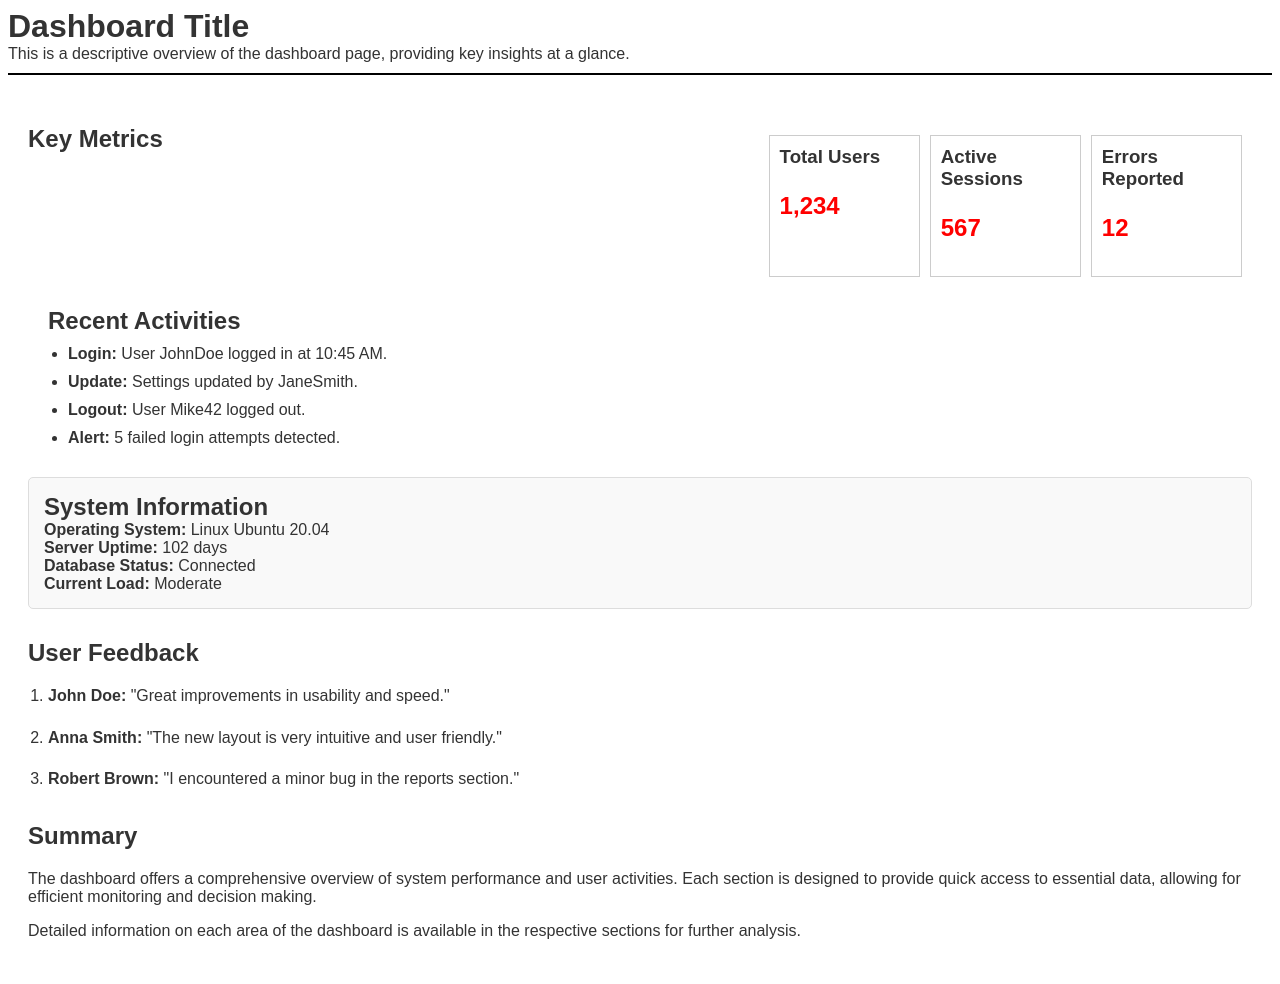 Dashboard Title
This is a descriptive overview of the dashboard page, providing key insights at a glance.
Key Metrics
Total Users
1,234
Active
Sessions
567
Errors
Reported
12
Recent Activities
• Login: User JohnDoe logged in at 10:45 AM.
• Update: Settings updated by JaneSmith.
• Logout: User Mike42 logged out.
• Alert: 5 failed login attempts detected.
System Information
Operating System: Linux Ubuntu 20.04
Server Uptime: 102 days
Database Status: Connected
Current Load: Moderate
User Feedback
1. John Doe: "Great improvements in usability and speed."
2. Anna Smith: "The new layout is very intuitive and user friendly."
3. Robert Brown: "I encountered a minor bug in the reports section."
Summary
The dashboard offers a comprehensive overview of system performance and user activities. Each section is designed to provide quick access to essential data, allowing for
efficient monitoring and decision making.
Detailed information on each area of the dashboard is available in the respective sections for further analysis.